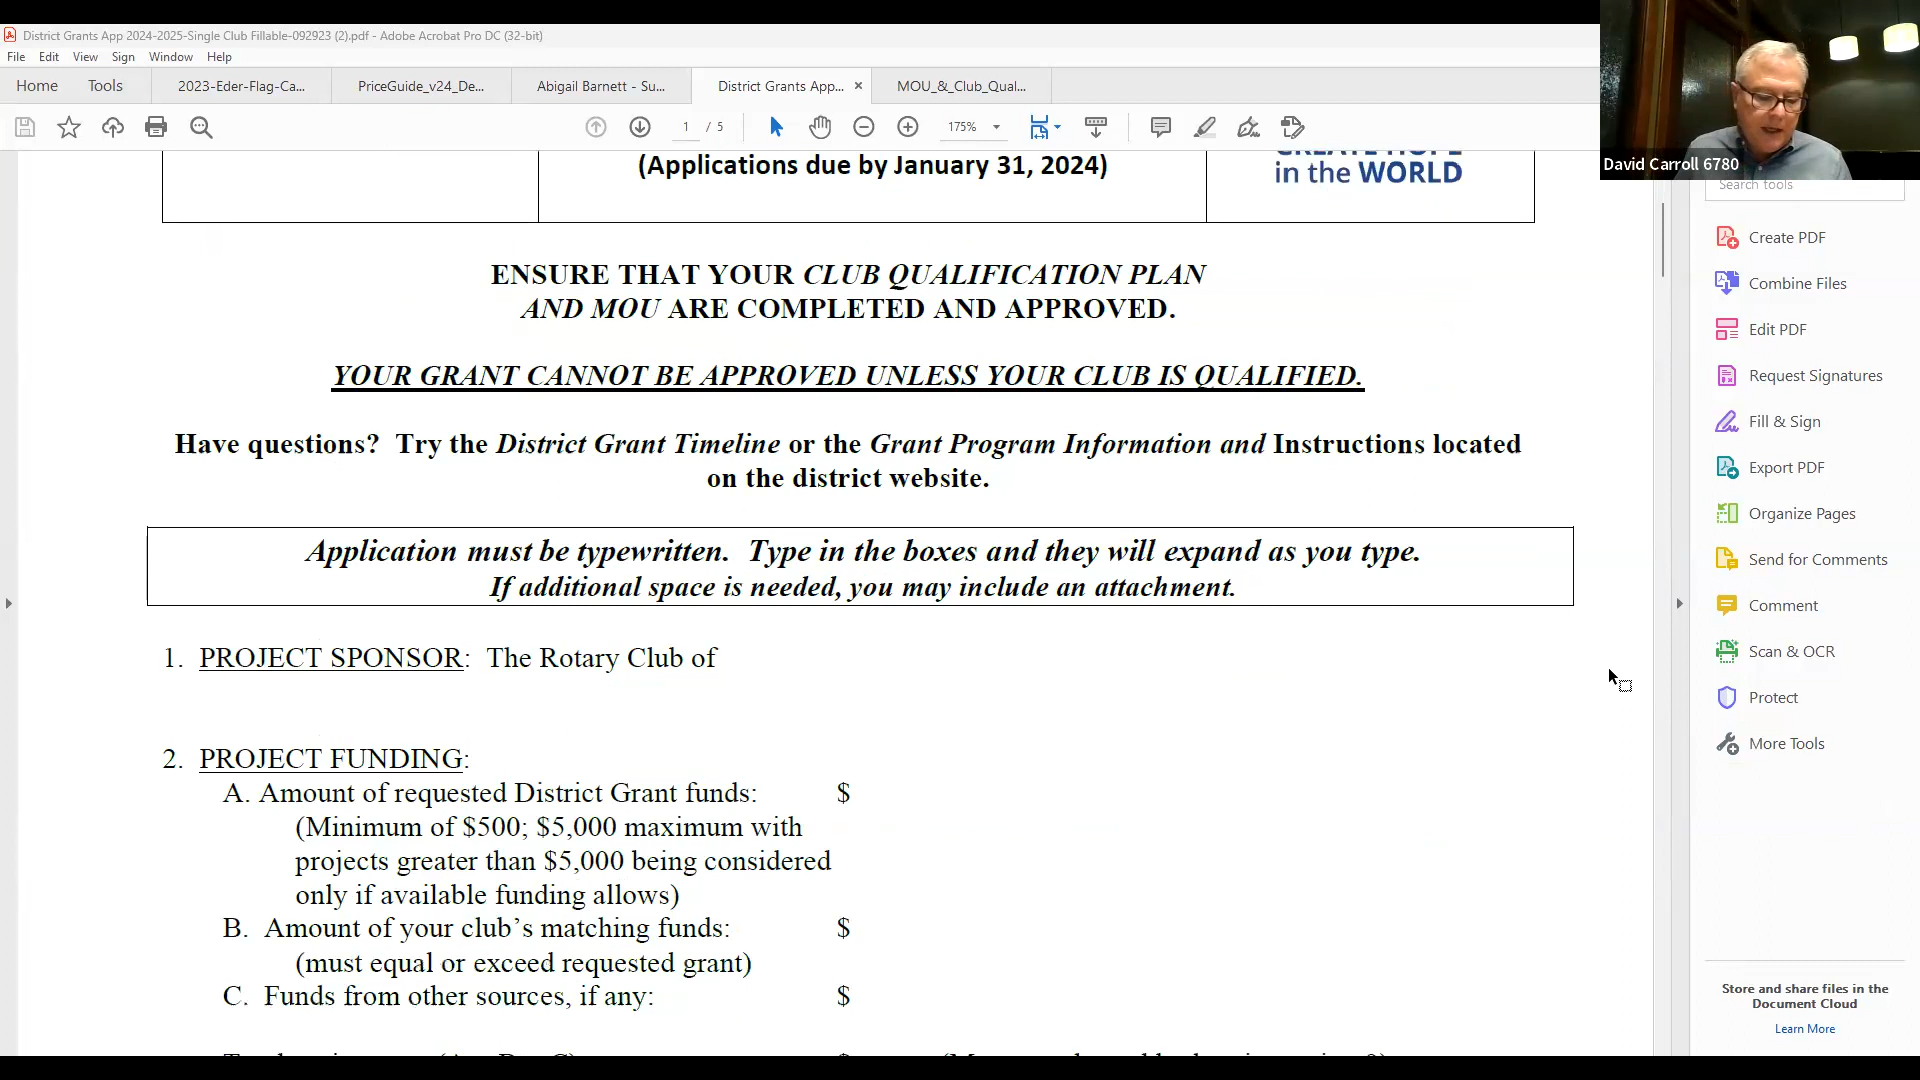 District Grants App 2024-2025-Single Club Fillable-092923 (2).pdf - Adobe Acrobat Pro DC (32-bit)
File Edit View Sign Window Help
Home Tools 2023-Eder-Flag-Ca... PriceGuide_v24_De... Abigail Barnett - Su... District Grants App... × MOU_&_Club_Qual...
1 / 5 175%
David Carroll 6780
(Applications due by January 31, 2024)
in the WORLD
ENSURE THAT YOUR CLUB QUALIFICATION PLAN
AND MOU ARE COMPLETED AND APPROVED.
YOUR GRANT CANNOT BE APPROVED UNLESS YOUR CLUB IS QUALIFIED.
Have questions? Try the District Grant Timeline or the Grant Program Information and Instructions located
on the district website.
Application must be typewritten. Type in the boxes and they will expand as you type.
If additional space is needed, you may include an attachment.
1. PROJECT SPONSOR: The Rotary Club of
2. PROJECT FUNDING:
A. Amount of requested District Grant funds: $
(Minimum of $500; $5,000 maximum with
projects greater than $5,000 being considered
only if available funding allows)
B. Amount of your club’s matching funds: $
(must equal or exceed requested grant)
C. Funds from other sources, if any: $
Search tools
Create PDF
Combine Files
Edit PDF
Request Signatures
Fill & Sign
Export PDF
Organize Pages
Send for Comments
Comment
Scan & OCR
Protect
More Tools
Store and share files in the
Document Cloud
Learn More